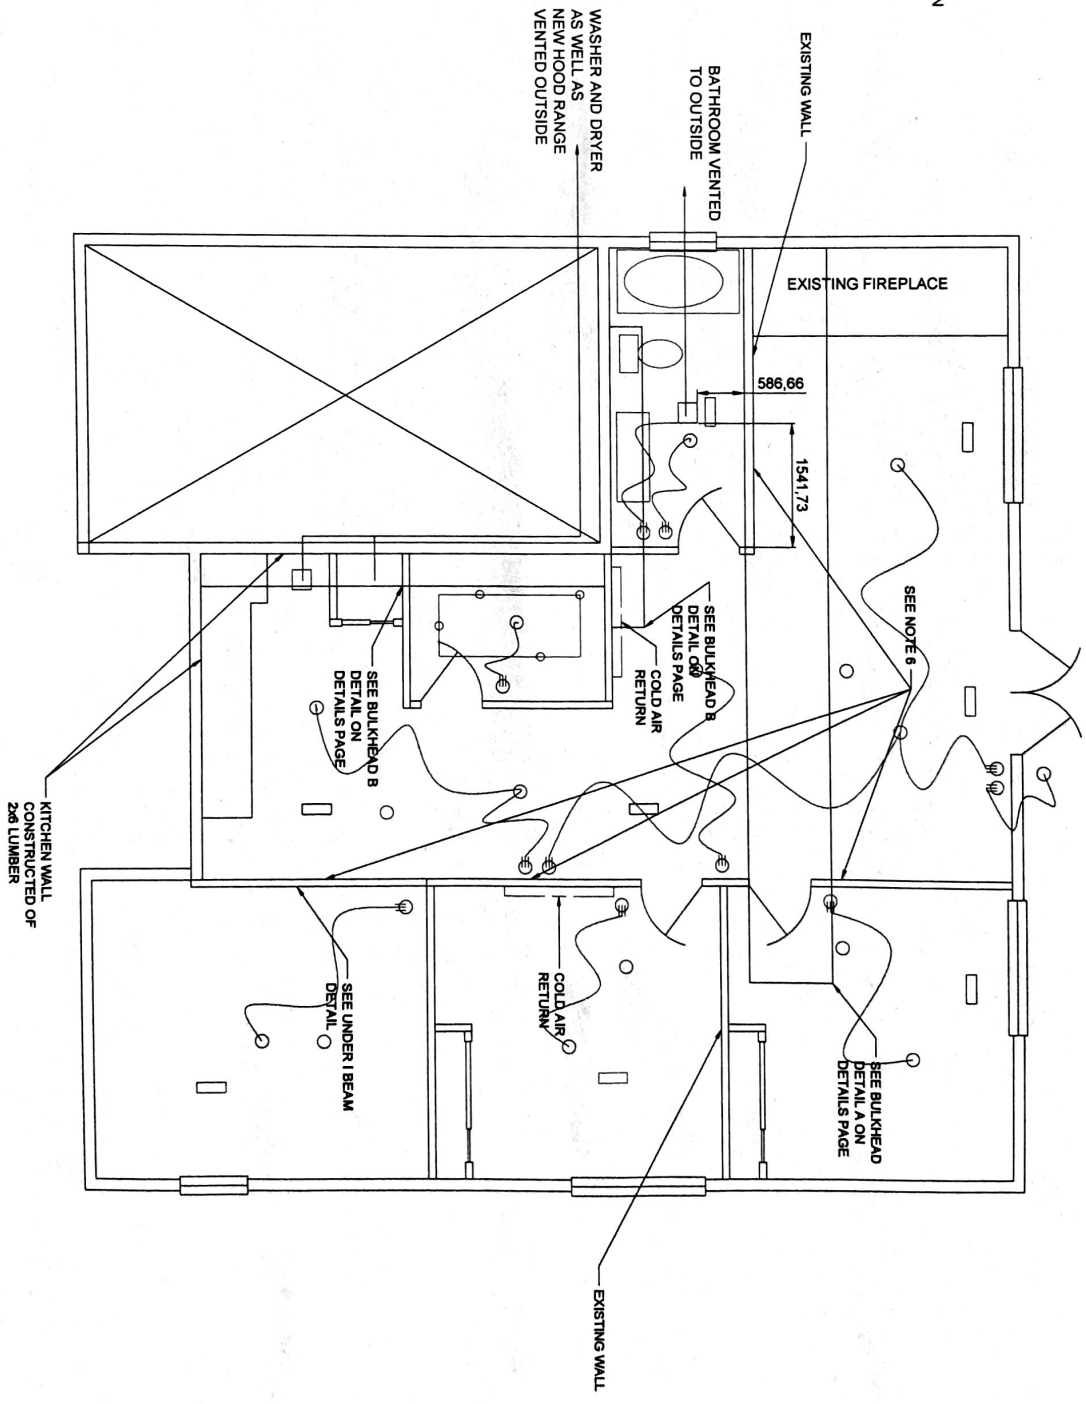 SEE BULKHEAD
DETAIL A ON
DETAILS PAGE
SEE NOTE 6
EXISTING FIREPLACE
EXISTING WALL
1541,73
586,66
BATHROOM VENTED
TO OUTSIDE
SEE BULKHEAD B
DETAIL ON
DETAILS PAGE
COLD AIR
RETURN
WASHER AND DRYER
AS WELL AS
NEW HOOD RANGE
VENTED OUTSIDE
EXISTING WALL
COLD AIR
RETURN
SEE BULKHEAD B
DETAIL ON
DETAILS PAGE
SEE UNDER I BEAM
DETAIL
KITCHEN WALL
CONSTRUCTED OF
2x6 LUMBER